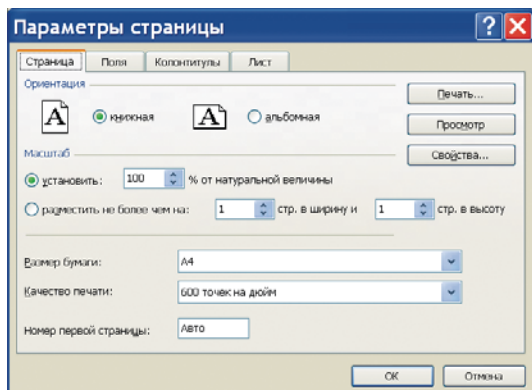 Параметры страницы
Страница Поля Колонтитулы Лист
Ориентация
A книжная A альбомная
Печать...
Просмотр
Свойства...
Масштаб
установить: 100 % от натуральной величины
разместить не более чем на: 1 стр. в ширину и 1 стр. в высоту
Размер бумаги: A4
Качество печати: 600 точек на дюйм
Номер первой страницы: Авто
ОК Отмена